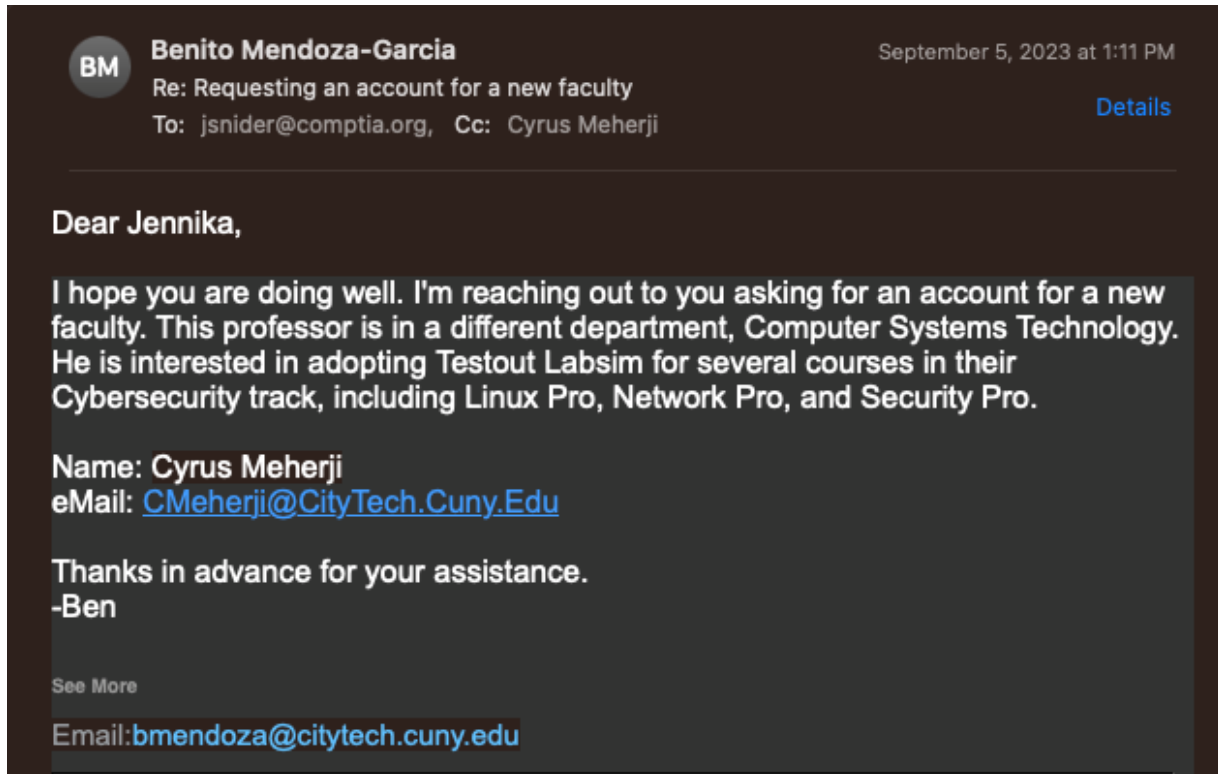 BM
Benito Mendoza-Garcia
September 5, 2023 at 1:11 PM
Re: Requesting an account for a new faculty
Details
To: jsnider@comptia.org, Cc: Cyrus Meherji
Dear Jennika,
I hope you are doing well. I'm reaching out to you asking for an account for a new
faculty. This professor is in a different department, Computer Systems Technology.
He is interested in adopting Testout Labsim for several courses in their
Cybersecurity track, including Linux Pro, Network Pro, and Security Pro.
Name: Cyrus Meherji
eMail: CMeherji@CityTech.Cuny.Edu
Thanks in advance for your assistance.
-Ben
See More
Email:bmendoza@citytech.cuny.edu